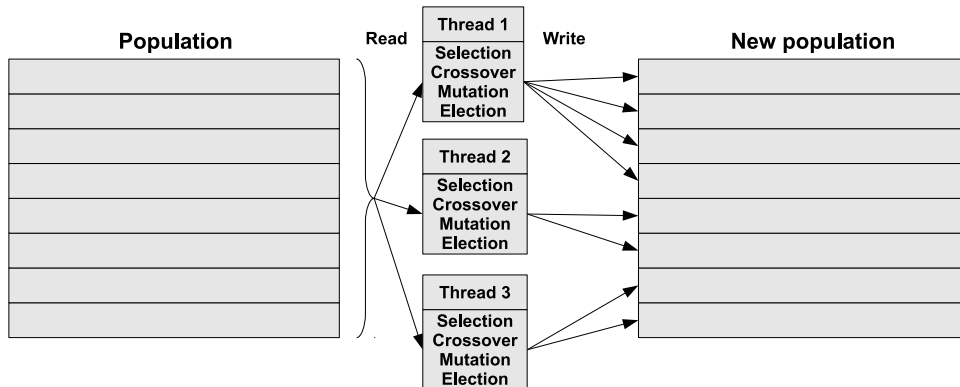 Population
Read
Thread 1
Selection
Crossover
Mutation
Election
Write
New population
Thread 2
Selection
Crossover
Mutation
Election
Thread 3
Selection
Crossover
Mutation
Election